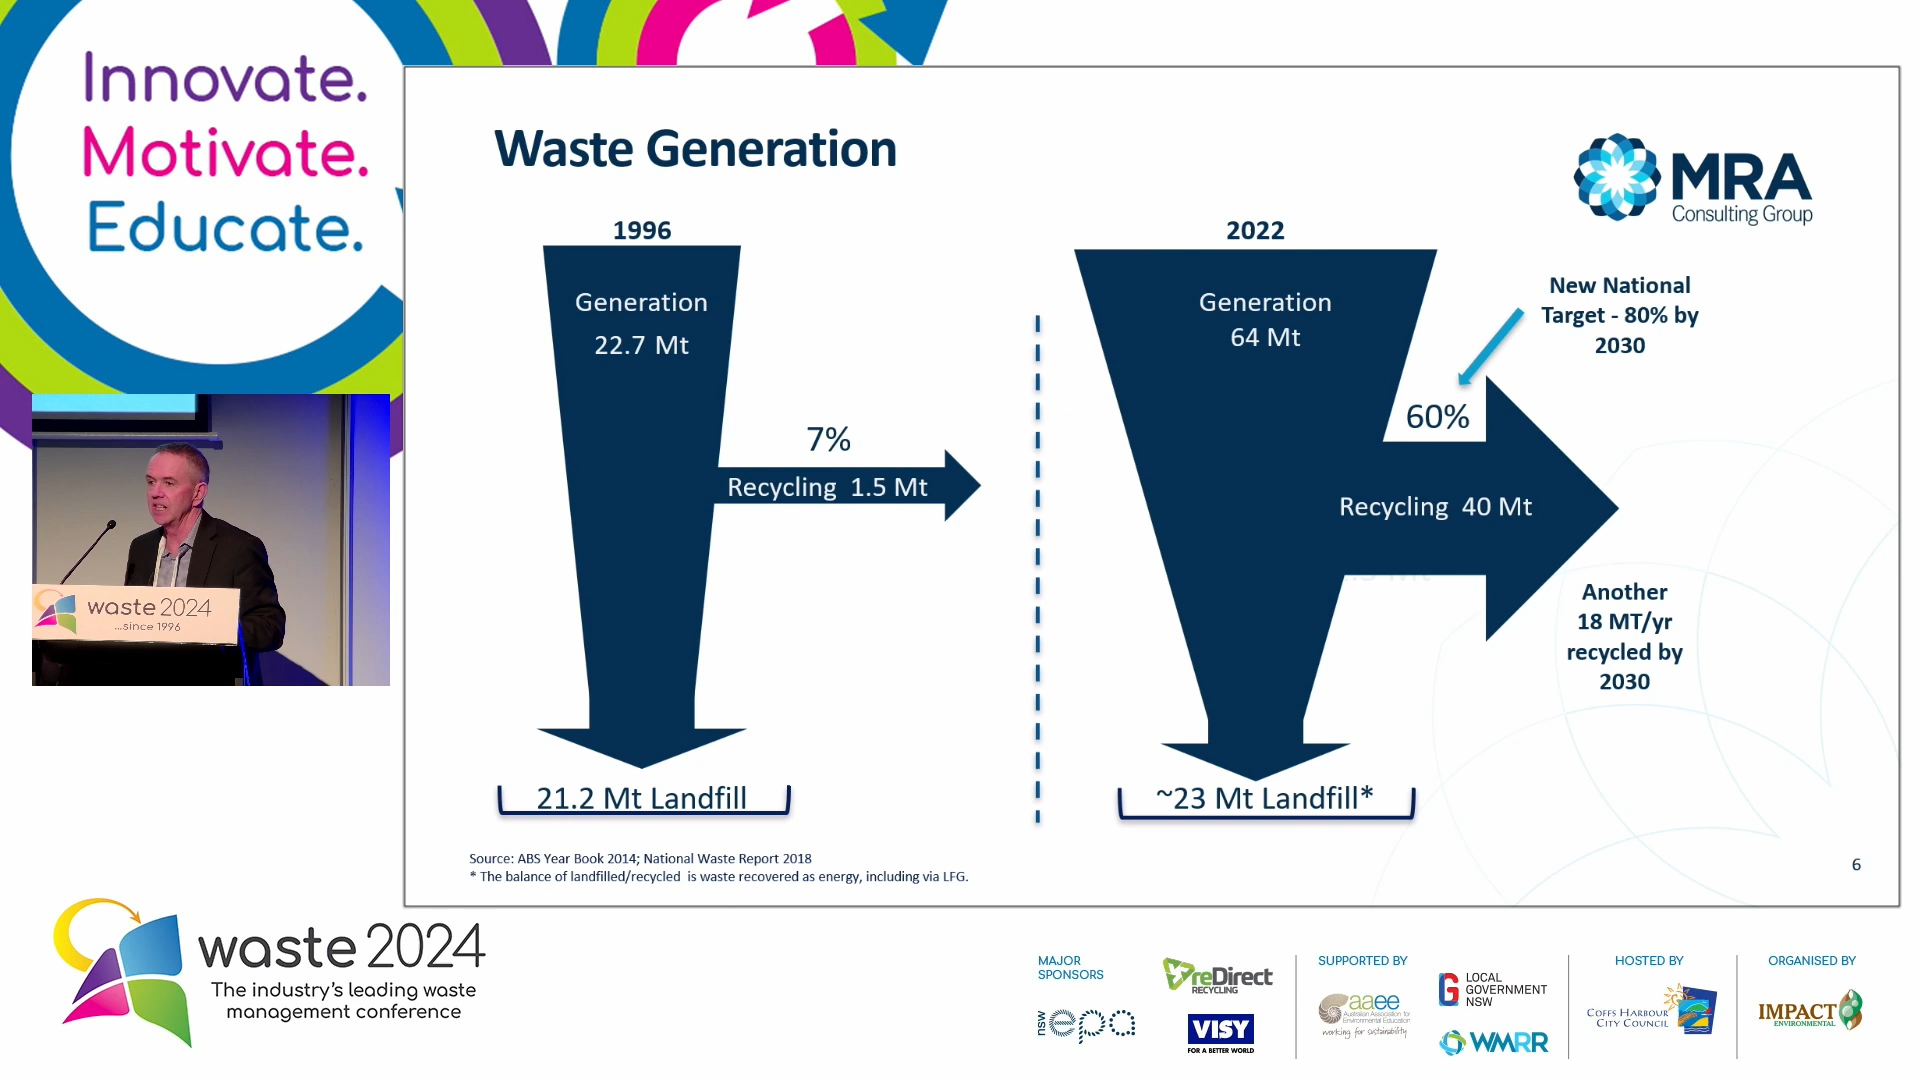 Innovate.
Motivate.
Educate.
Waste Generation
MRA
Consulting Group
1996
Generation
22.7 Mt
7%
Recycling 1.5 Mt
21.2 Mt Landfill
2022
Generation
64 Mt
New National
Target - 80% by
2030
60%
Recycling 40 Mt
Another
18 MT/yr
recycled by
2030
~23 Mt Landfill*
Source: ABS Year Book 2014; National Waste Report 2018
* The balance of landfilled/recycled is waste recovered as energy, including via LFG.
6
waste 2024
...since 1996
waste 2024
The industry's leading waste
management conference
MAJOR
SPONSORS
reDirect
RECYCLING
nsw epa
VISY
FOR A BETTER WORLD
SUPPORTED BY
aaee
Australian Association for
Environmental Education
working for sustainability
LOCAL
GOVERNMENT
NSW
WMRR
HOSTED BY
COFFS HARBOUR
CITY COUNCIL
ORGANISED BY
IMPACT
ENVIRONMENTAL